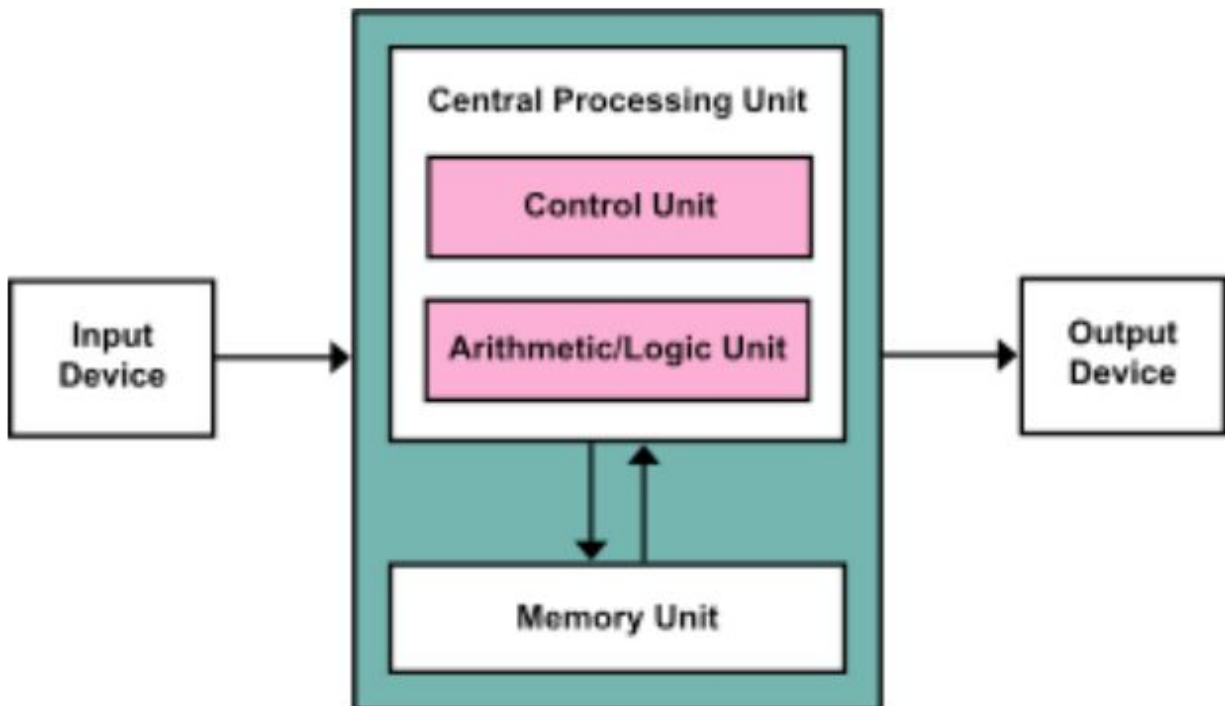 Central Processing Unit
Control Unit
Arithmetic/Logic Unit
Input
Device
Output
Device
Memory Unit